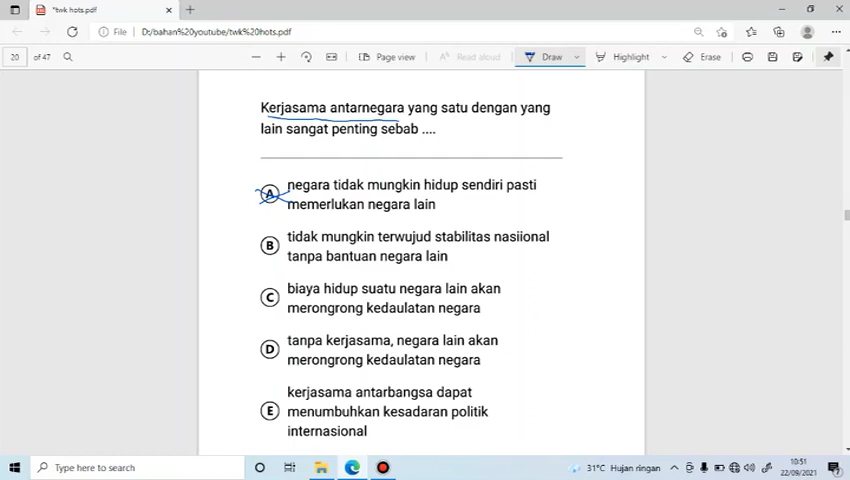 *twk hots.pdf
File
D:/bahan%20youtube/twk%20hots.pdf
20 of 47
Page view
Read aloud
Draw
Highlight
Erase
Kerjasama antarnegara yang satu dengan yang
lain sangat penting sebab ....
A negara tidak mungkin hidup sendiri pasti
memerlukan negara lain
B tidak mungkin terwujud stabilitas nasiional
tanpa bantuan negara lain
C biaya hidup suatu negara lain akan
merongrong kedaulatan negara
D tanpa kerjasama, negara lain akan
merongrong kedaulatan negara
E kerjasama antarbangsa dapat
menumbuhkan kesadaran politik
internasional
Type here to search
31°C Hujan ringan
10:51
22/09/2021